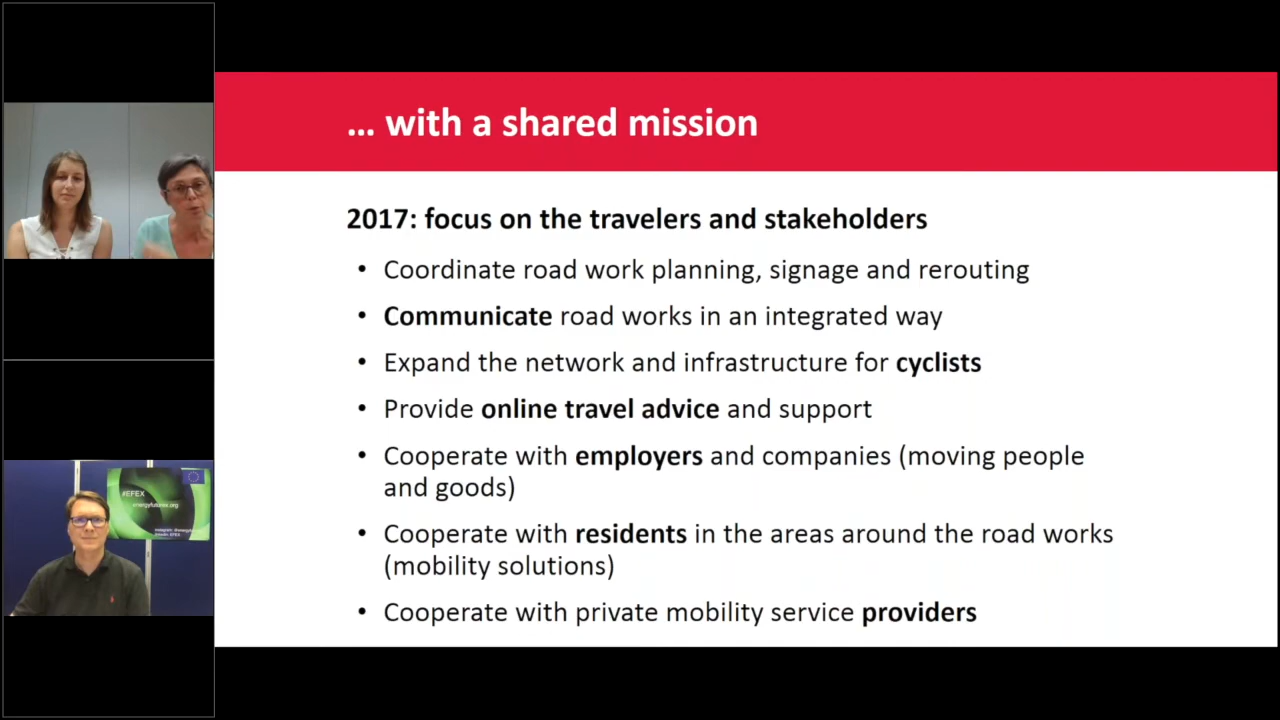 … with a shared mission
2017: focus on the travelers and stakeholders
• Coordinate road work planning, signage and rerouting
• Communicate road works in an integrated way
• Expand the network and infrastructure for cyclists
• Provide online travel advice and support
• Cooperate with employers and companies (moving people
and goods)
• Cooperate with residents in the areas around the road works
(mobility solutions)
• Cooperate with private mobility service providers
#EFEX